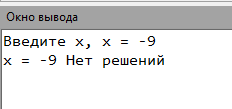 Окно вывода
Введите x, x = -9
x = -9 Нет решений